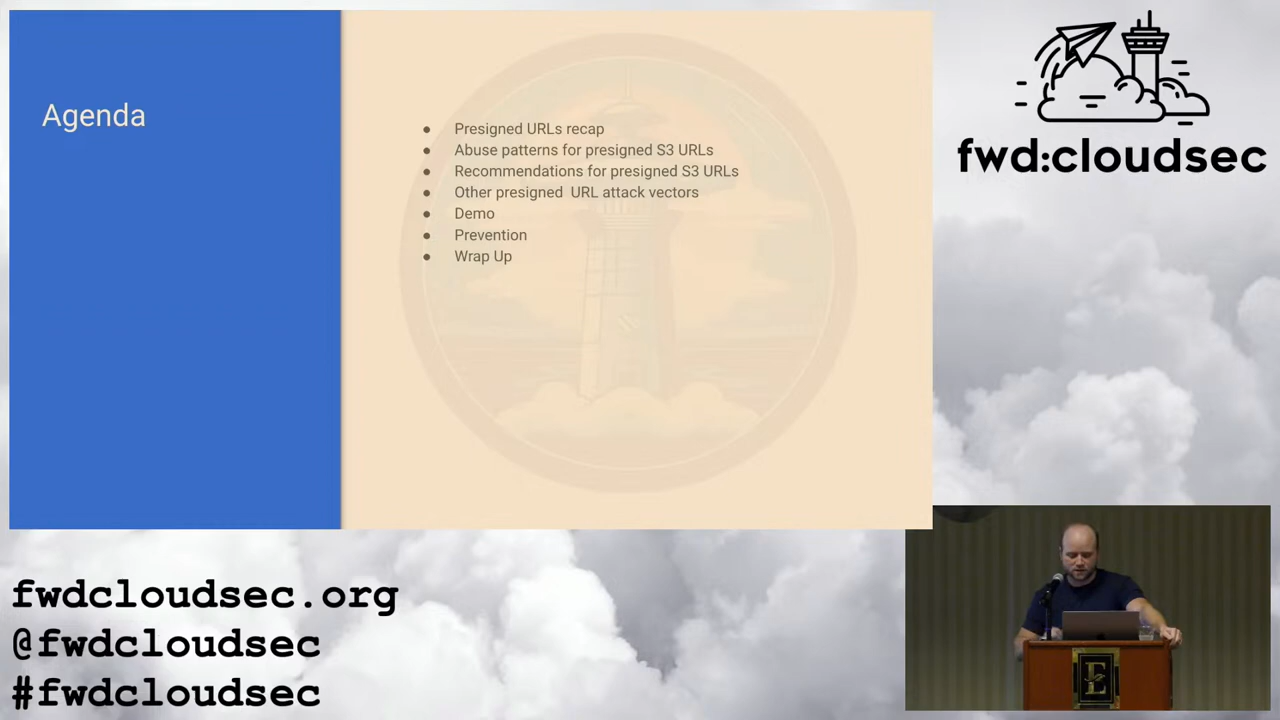 Agenda
● Presigned URLs recap
● Abuse patterns for presigned S3 URLs
● Recommendations for presigned S3 URLs
● Other presigned  URL attack vectors
● Demo
● Prevention
● Wrap Up
fwd:cloudsec
fwdcloudsec.org
@fwdcloudsec
#fwdcloudsec
E